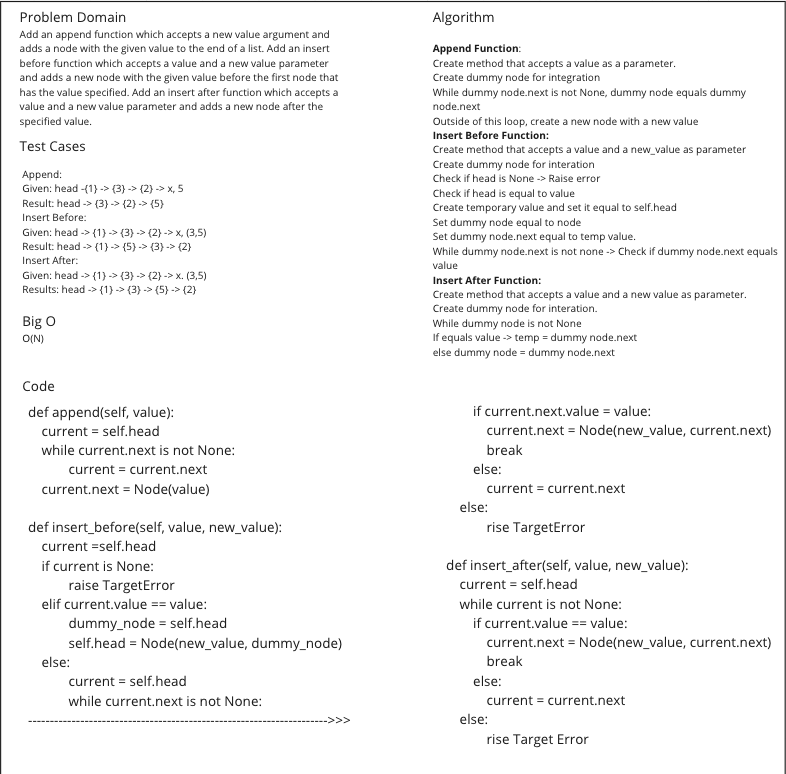 Problem Domain
Add an append function which accepts a new value argument and
adds a node with the given value to the end of a list. Add an insert
before function which accepts a value and a new value parameter
and adds a new node with the given value before the first node that
has the value specified. Add an insert after function which accepts a
value and a new value parameter and adds a new node after the
specified value.
Test Cases
Append:
Given: head -{1} -> {3} -> {2} -> x, 5
Result: head -> {3} -> {2} -> {5}
Insert Before:
Given: head -> {1} -> {3} -> {2} -> x, (3,5)
Result: head -> {1} -> {5} -> {3} -> {2}
Insert After:
Given: head -> {1} -> {3} -> {2} -> x. (3,5)
Results: head -> {1} -> {3} -> {5} -> {2}
Big O
O(N)
Algorithm
Append Function:
Create method that accepts a value as a parameter.
Create dummy node for integration
While dummy node.next is not None, dummy node equals dummy
node.next
Outside of this loop, create a new node with a new value
Insert Before Function:
Create method that accepts a value and a new_value as parameter
Create dummy node for interation
Check if head is None -> Raise error
Check if head is equal to value
Create temporary value and set it equal to self.head
Set dummy node equal to node
Set dummy node.next equal to temp value.
While dummy node.next is not none -> Check if dummy node.next equals
value
Insert After Function:
Create method that accepts a value and a new value as parameter.
Create dummy node for interation.
While dummy node is not None
If equals value -> temp = dummy node.next
else dummy node = dummy node.next
Code
def append(self, value):
current = self.head
while current.next is not None:
current = current.next
current.next = Node(value)
def insert_before(self, value, new_value):
current =self.head
if current is None:
raise TargetError
elif current.value == value:
dummy_node = self.head
self.head = Node(new_value, dummy_node)
else:
current = self.head
while current.next is not None:
--------------------------------------------------------------------->>>
if current.next.value = value:
current.next = Node(new_value, current.next)
break
else:
current = current.next
else:
rise TargetError
def insert_after(self, value, new_value):
current = self.head
while current is not None:
if current.value == value:
current.next = Node(new_value, current.next)
break
else:
current = current.next
else:
rise Target Error